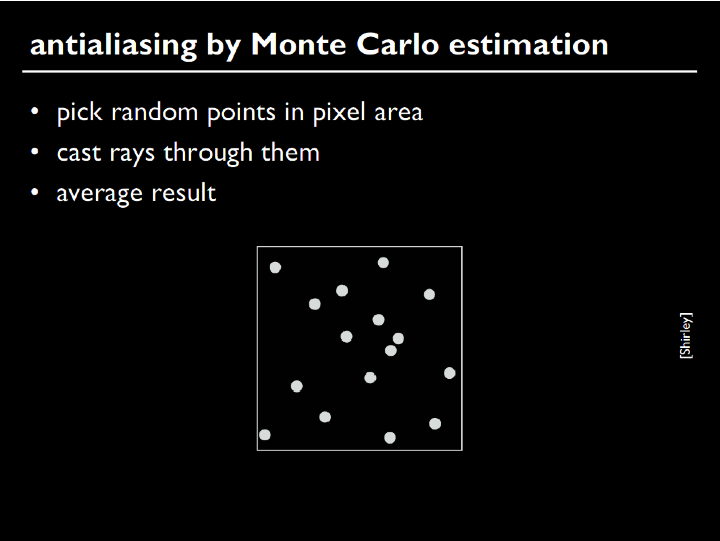 antialiasing by Monte Carlo estimation
• pick random points in pixel area
• cast rays through them
• average result
[Shirley]